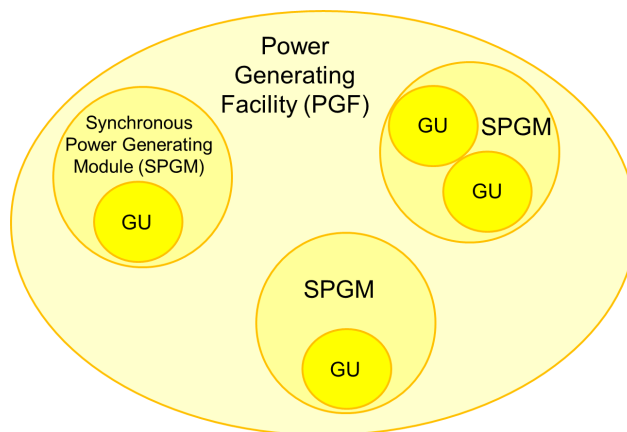 Power
Generating
Facility (PGF)
Synchronous
Power Generating
Module (SPGM)
GU
GU
SPGM
GU
SPGM
GU